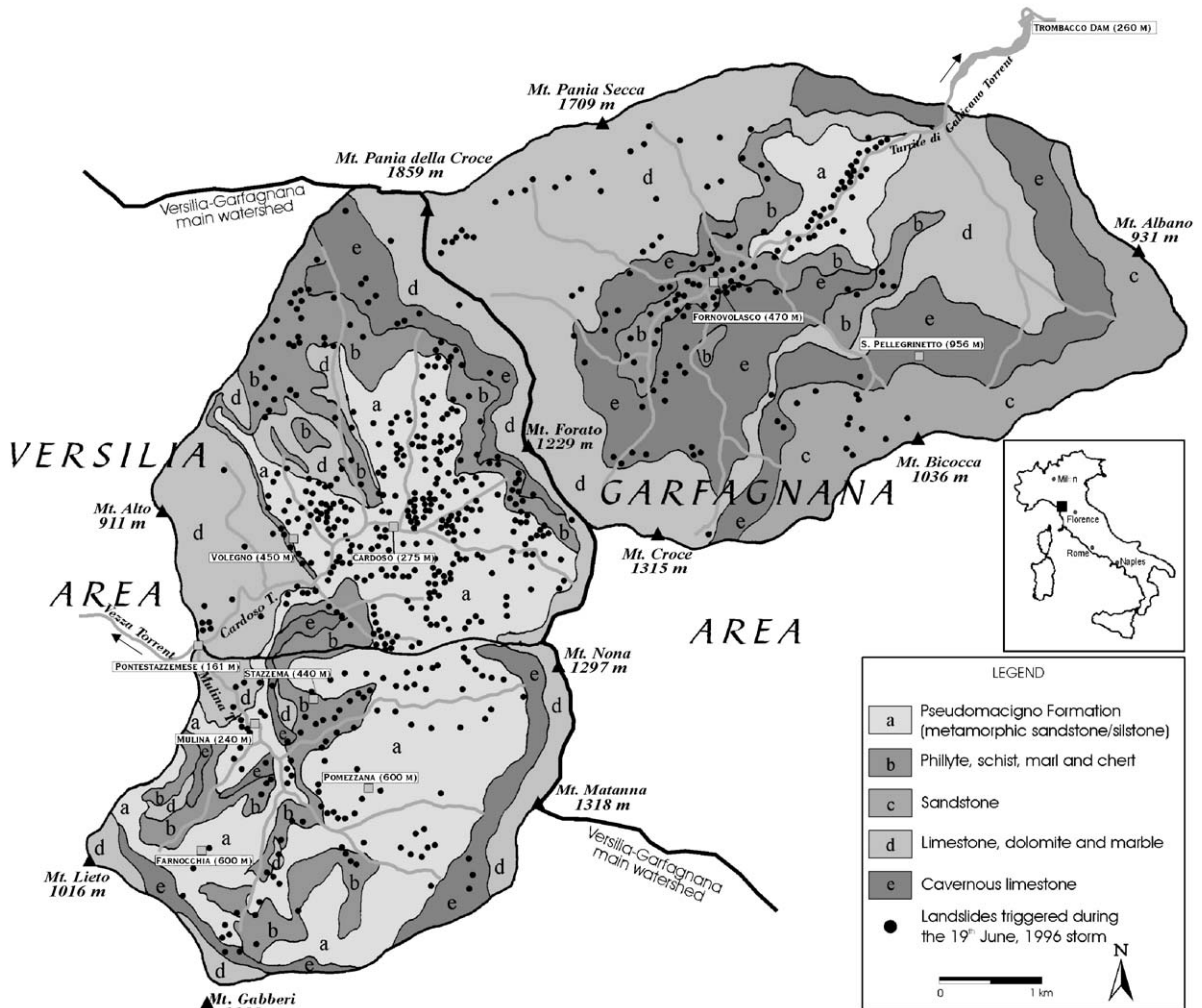 TROMBACCO DAM (260 M)
Turrite di Gallicano Torrent
Mt. Pania Secca
1709 m
Mt. Pania della Croce
1859 m
Versilia-Garfagnana
main watershed
Mt. Albano
931 m
FORNOVOLASCO (470 M)
S. PELLEGRINETTO (956 M)
Mt. Forato
1229 m
Mt. Bicocca
1036 m
VERSILIA
GARFAGNANA
Mt. Alto
911 m
VOLEGNO (450 M)
CARDOSO (275 M)
Mt. Croce
1315 m
AREA
AREA
Cardoso T.
Vezza Torrent
PONTESTAZZEMESE (161 M)
STAZZEMA (440 M)
Mulina T.
MULINA (240 M)
Mt. Nona
1297 m
POMEZZANA (600 M)
Mt. Matanna
1318 m
Versilia-Garfagnana
main watershed
FARNOCCHIA (600 M)
Mt. Lieto
1016 m
Mt. Gabberi
Florence
Rome
Naples
LEGEND
a Pseudomacigno Formation
(metamorphic sandstone/silstone)
b Phillyte, schist, marl and chert
c Sandstone
d Limestone, dolomite and marble
e Cavernous limestone
Landslides triggered during
the 19th June, 1996 storm
N
0 1 km